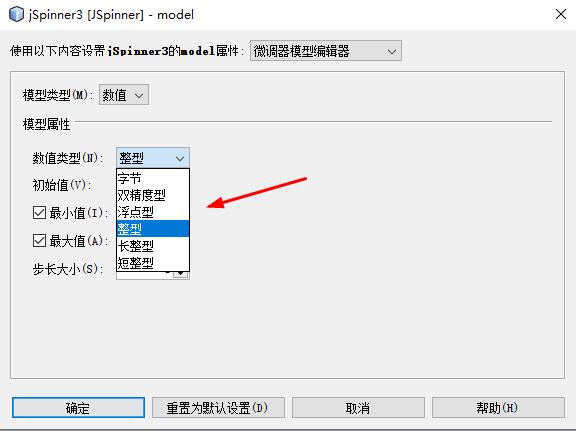 jSpinner3 [JSpinner] - model
使用以下内容设置jSpinner3的model属性: 微调器模型编辑器
模型类型(M): 数值
模型属性
数值类型(N): 整型
字节
初始值(V):
双精度型
浮点型
最小值(I):
整型
最大值(A):
长整型
短整型
步长大小(S):
确定 重置为默认设置(D) 取消 帮助(H)